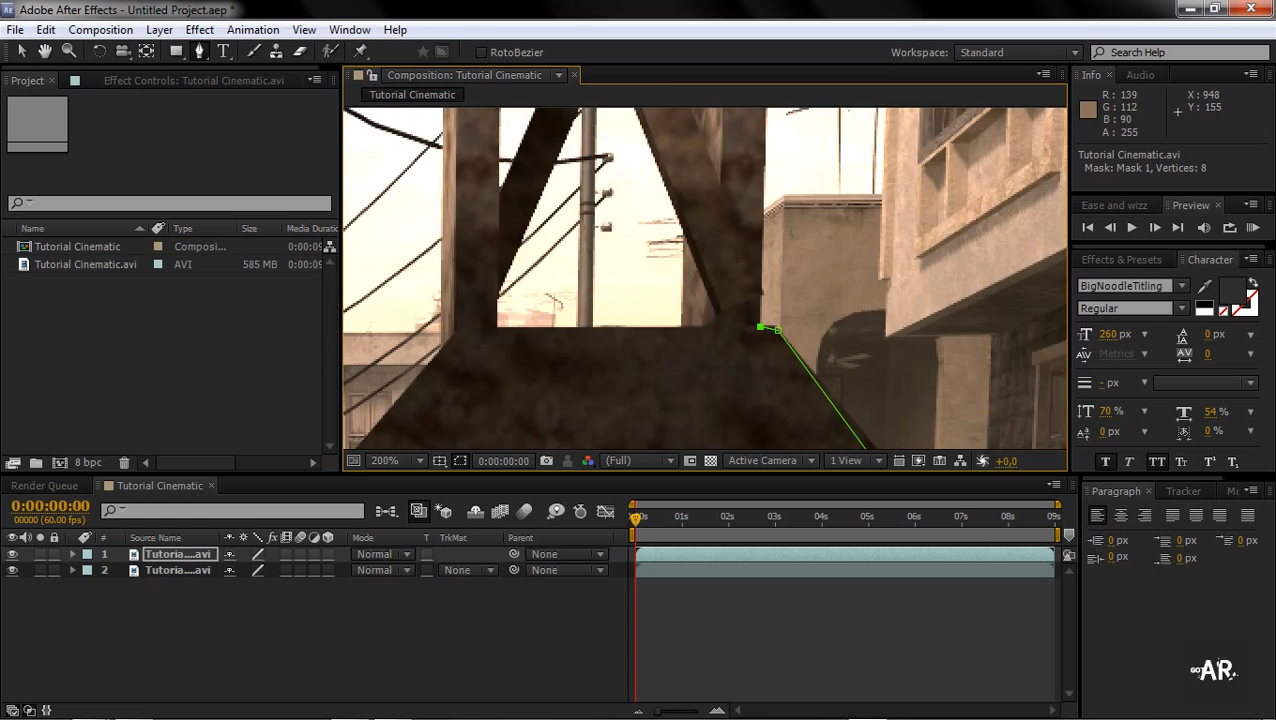 Adobe After Effects - Untitled Project.aep *
File Edit Composition Layer Effect Animation View Window Help
RotoBezier
Workspace: Standard
Search Help
Project
Effect Controls: Tutorial Cinematic.avi
Composition: Tutorial Cinematic
Tutorial Cinematic
Info Audio
R : 139
G : 112
B : 90
A : 255
X : 948
Y : 155
Tutorial Cinematic.avi
Mask: Mask 1, Vertices: 8
Ease and wizz Preview
Effects & Presets Character
BigNoodleTitling
Regular
260 px 0 px
Metrics 0
- px
70 % 54 %
0 px 0 %
T T TT Tт T¹ T₁
Name Type Size Media Duration
Tutorial Cinematic Composi... 0:00:09
Tutorial Cinematic.avi AVI 585 MB 0:00:09
8 bpc
200% 0:00:00:00 (Full) Active Camera 1 View +0,0
Render Queue Tutorial Cinematic
0:00:00:00
00000 (60.00 fps)
# Source Name Mode T TrkMat Parent
1 Tutoria....avi Normal None
2 Tutoria....avi Normal None None
01s 02s 03s 04s 05s 06s 07s 08s 09s
Paragraph Tracker
0 px 0 px 0 px
0 px 0 px
AR.